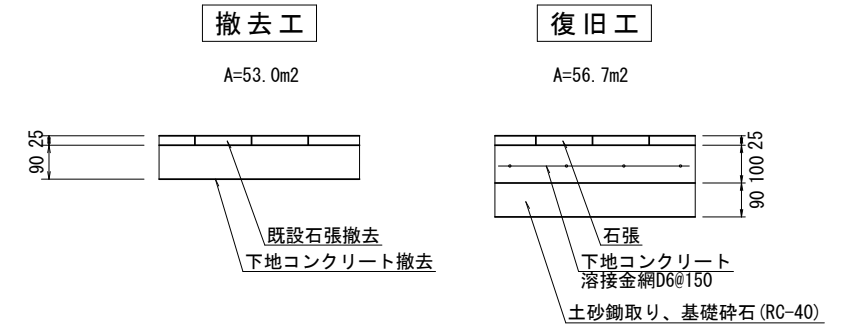 撤去工
A=53.0m2
25
90
既設石張撤去
下地コンクリート撤去
復旧工
A=56.7m2
25
100
90
石張
下地コンクリート
溶接金網D6@150
土砂鋤取り、基礎砕石(RC-40)